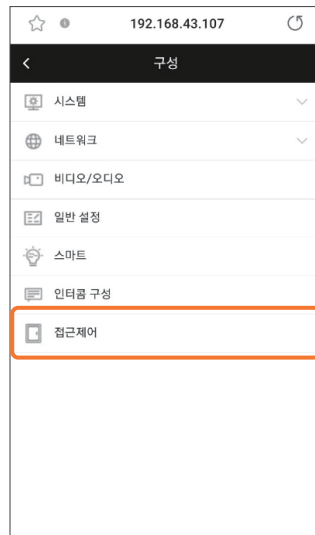 192.168.43.107
구성
시스템
네트워크
비디오/오디오
일반 설정
스마트
인터콤 구성
접근제어